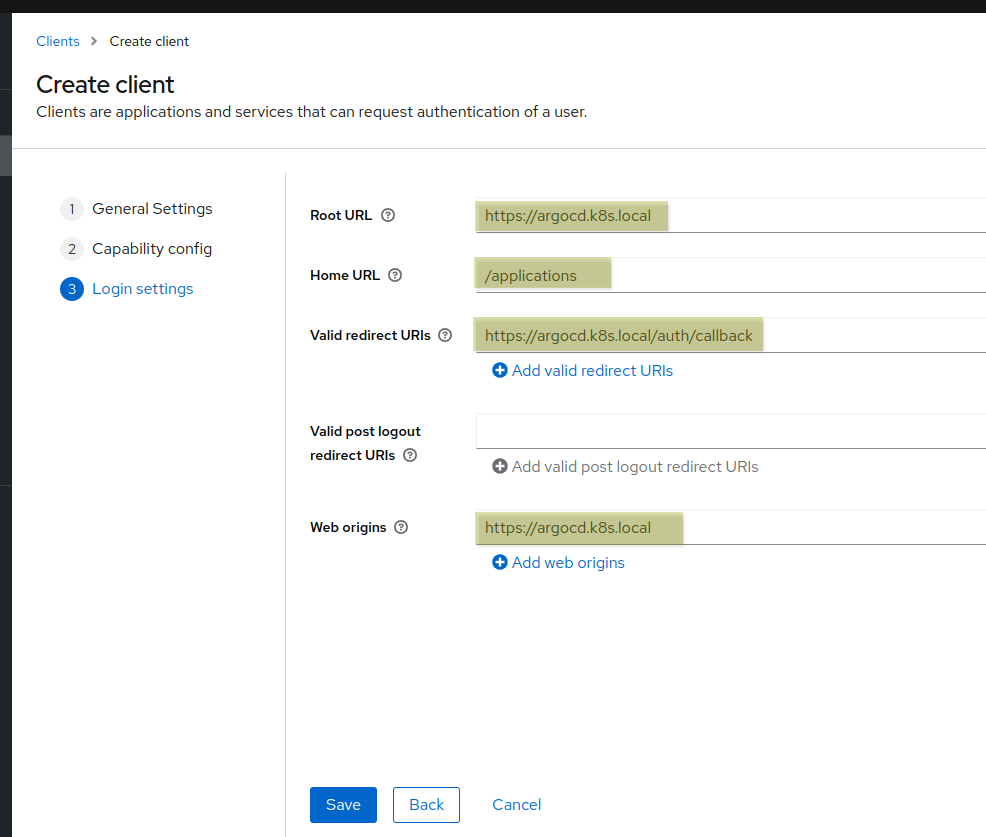 Clients > Create client
Create client
Clients are applications and services that can request authentication of a user.
1 General Settings
2 Capability config
3 Login settings
Root URL ? https://argocd.k8s.local
Home URL ? /applications
Valid redirect URIs ? https://argocd.k8s.local/auth/callback
Add valid redirect URIs
Valid post logout
redirect URIs ?
Add valid post logout redirect URIs
Web origins ? https://argocd.k8s.local
Add web origins
Save Back Cancel